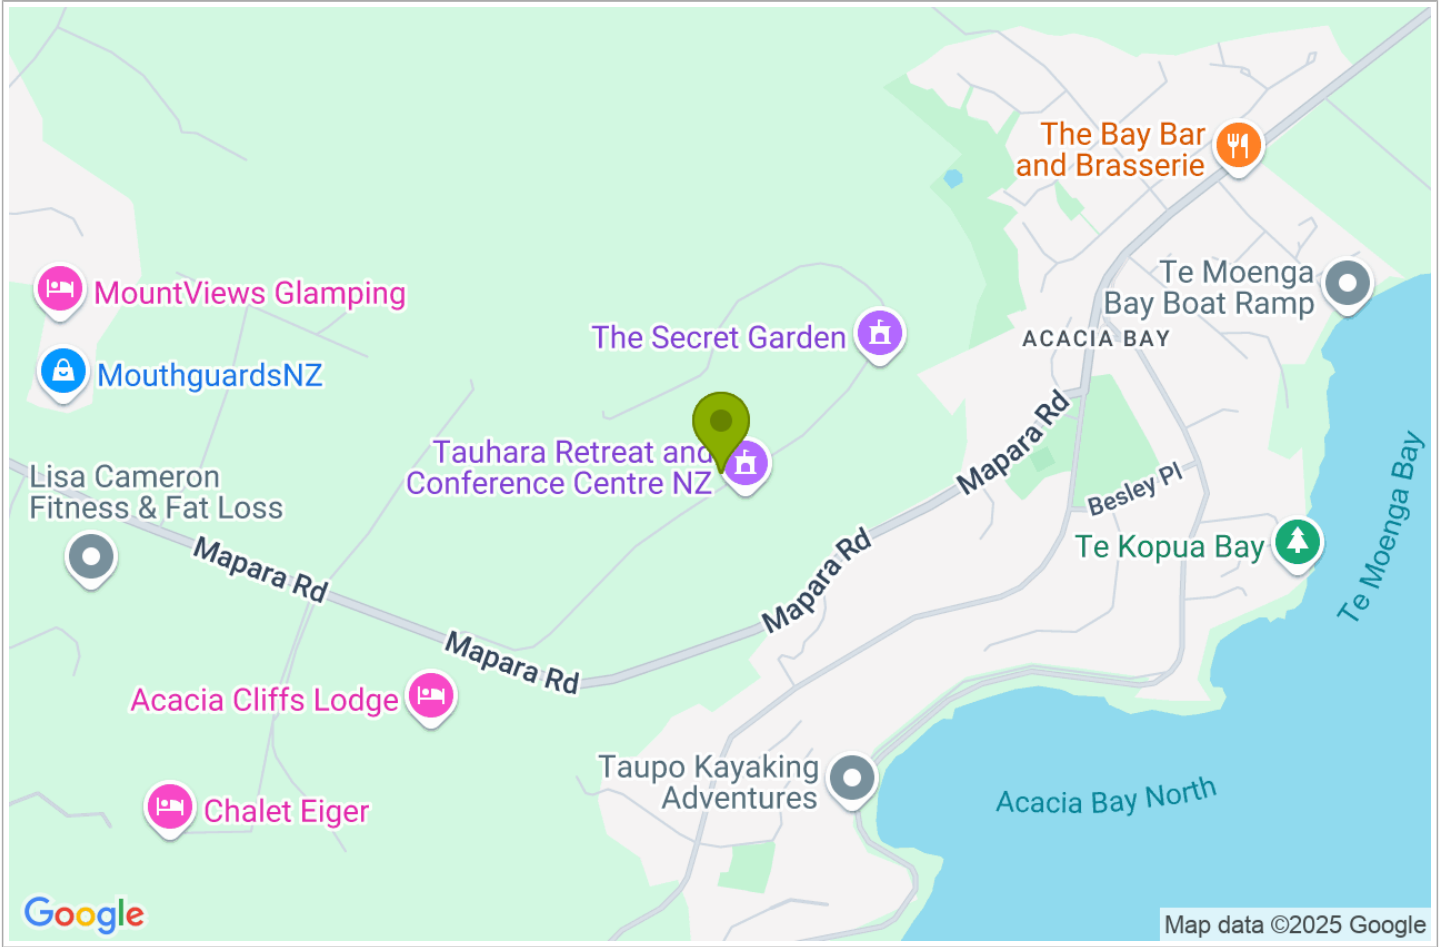 The Bay Bar
and Brasserie
Te Moenga
Bay Boat Ramp
MountViews Glamping
The Secret Garden
ACACIA BAY
MouthguardsNZ
Mapara Rd
Tauhara Retreat and
Conference Centre NZ
Lisa Cameron
Fitness & Fat Loss
Besley Pl
Te Moenga Bay
Te Kopua Bay
Mapara Rd
Mapara Rd
Mapara Rd
Acacia Cliffs Lodge
Taupo Kayaking
Adventures
Acacia Bay North
Chalet Eiger
Google
Map data ©2025 Google